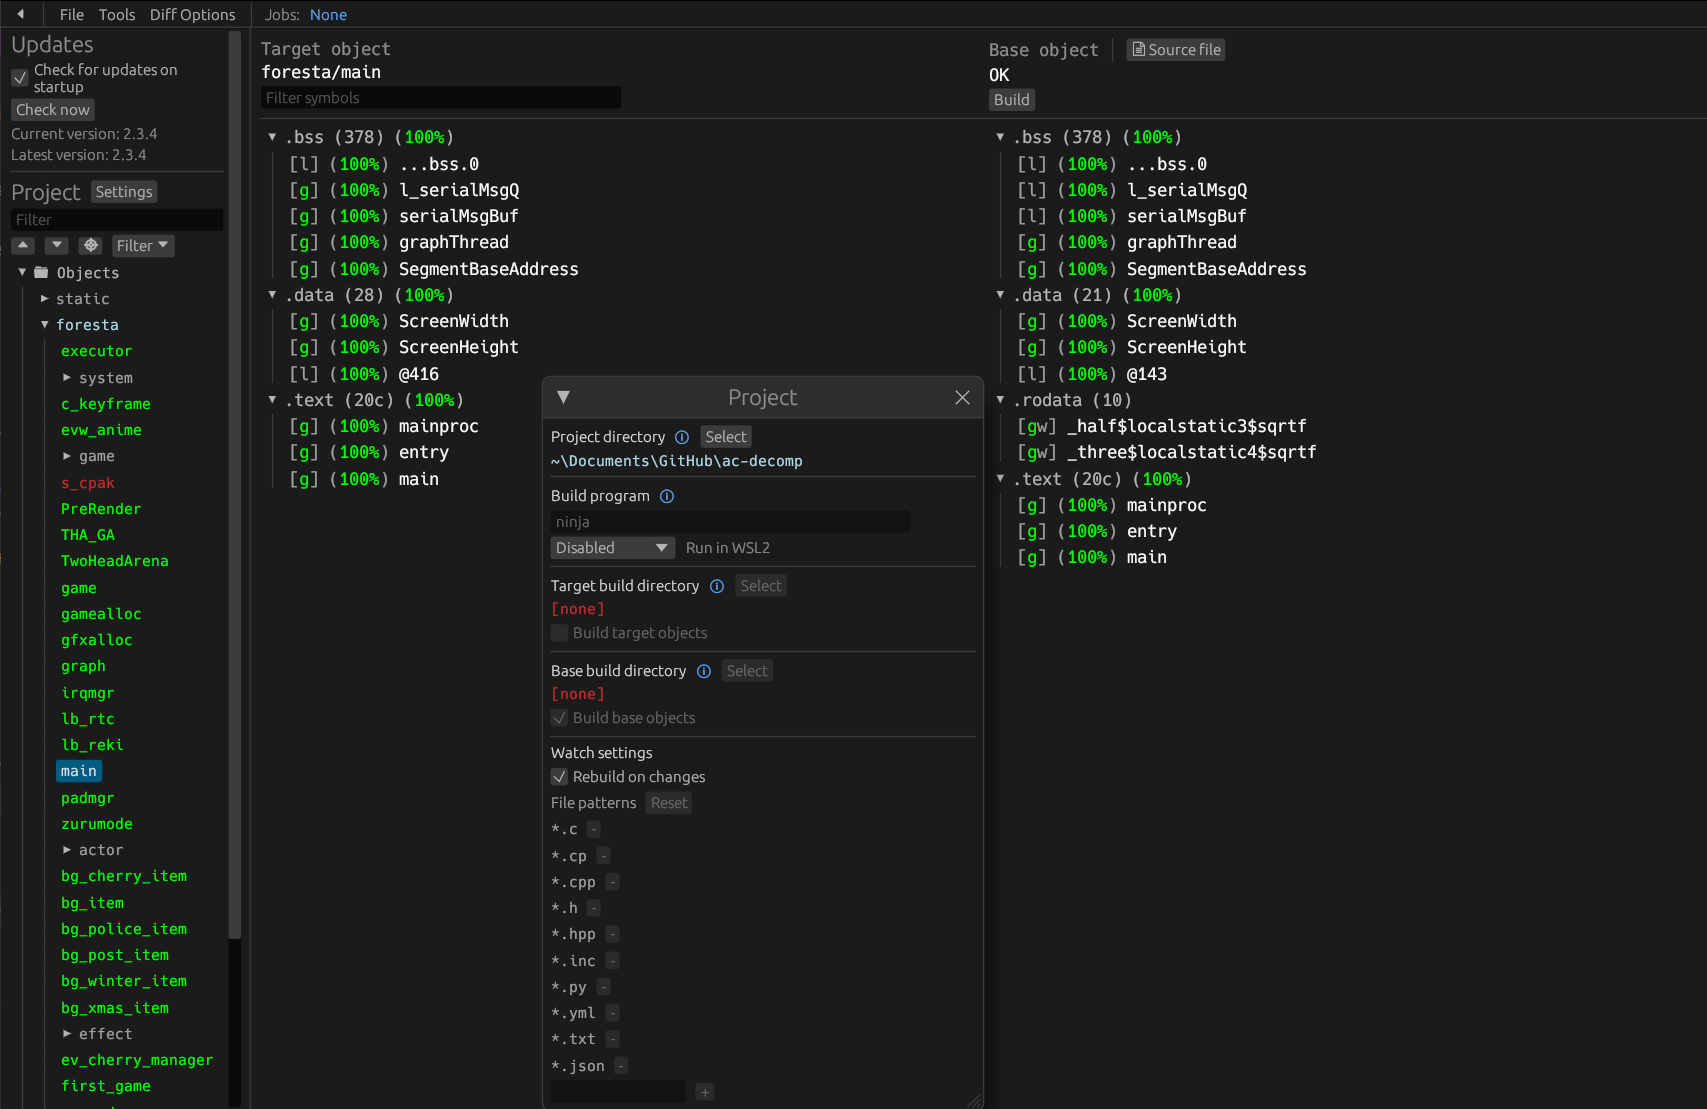 File Tools Diff Options Jobs: None
Updates
Check for updates on
startup
Check now
Current version: 2.3.4
Latest version: 2.3.4
Project Settings
Filter
Filter
Objects
static
foresta
executor
system
c_keyframe
evw_anime
game
s_cpak
PreRender
THA_GA
TwoHeadArena
game
gamealloc
gfxalloc
graph
irqmgr
lb_rtc
lb_reki
main
padmgr
zurumode
actor
bg_cherry_item
bg_item
bg_police_item
bg_post_item
bg_winter_item
bg_xmas_item
effect
ev_cherry_manager
first_game
Target object
foresta/main
Filter symbols
.bss (378) (100%)
[l] (100%) ...bss.0
[g] (100%) l_serialMsgQ
[g] (100%) serialMsgBuf
[g] (100%) graphThread
[g] (100%) SegmentBaseAddress
.data (28) (100%)
[g] (100%) ScreenWidth
[g] (100%) ScreenHeight
[l] (100%) @416
.text (20c) (100%)
[g] (100%) mainproc
[g] (100%) entry
[g] (100%) main
Base object Source file
OK
Build
.bss (378) (100%)
[l] (100%) ...bss.0
[l] (100%) l_serialMsgQ
[l] (100%) serialMsgBuf
[g] (100%) graphThread
[g] (100%) SegmentBaseAddress
.data (21) (100%)
[g] (100%) ScreenWidth
[g] (100%) ScreenHeight
[l] (100%) @143
.rodata (10)
[gw] _half$localstatic3$sqrtf
[gw] _three$localstatic4$sqrtf
.text (20c) (100%)
[g] (100%) mainproc
[g] (100%) entry
[g] (100%) main
Project
Project directory Select
~\Documents\GitHub\ac-decomp
Build program
ninja
Disabled Run in WSL2
Target build directory Select
[none]
Build target objects
Base build directory Select
[none]
Build base objects
Watch settings
Rebuild on changes
File patterns Reset
*.c -
*.cp -
*.cpp -
*.h -
*.hpp -
*.inc -
*.py -
*.yml -
*.txt -
*.json -
+